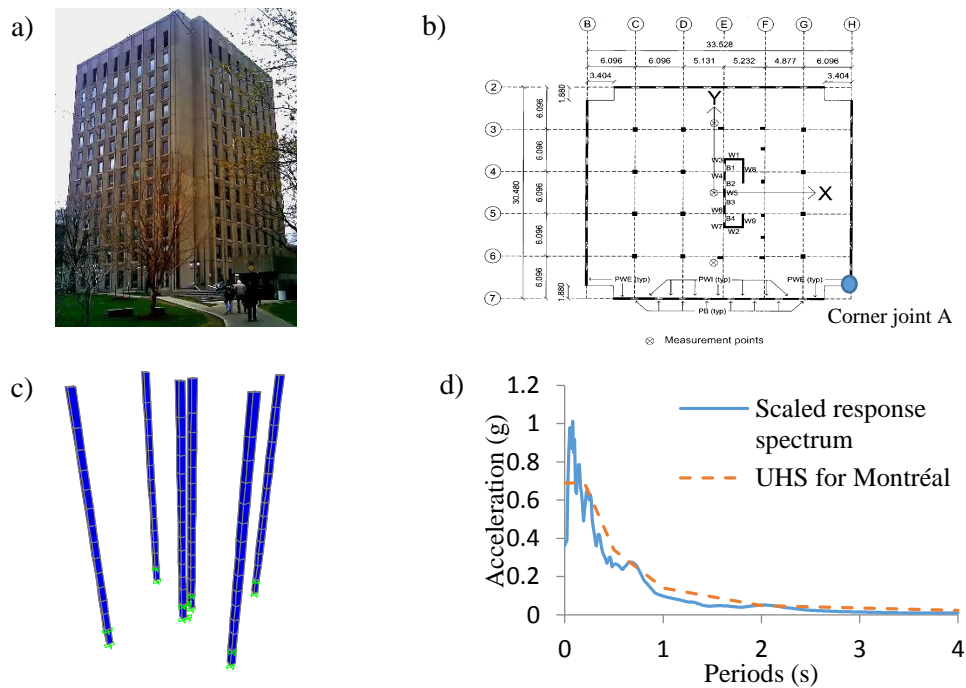 a)
b)
B C D E F G H
33.528
6.096 6.096 5.131 5.232 4.877 6.096
3.404 3.404
2
3
4
5
6
7
1.880
6.096
6.096
6.096
6.096
6.096
30.480
1.880
Y
X
W1
W3 B1
W4 W8
B2
W5
B3
W6
B4 W9
W7
W2
PWE (typ) PWI (typ) PWE (typ)
PB (typ)
Corner joint A
⊗ Measurement points
c)
d)
1.2
1
0.8
0.6
0.4
0.2
0
Acceleration (g)
Scaled response
spectrum
UHS for Montréal
0 1 2 3 4
Periods (s)